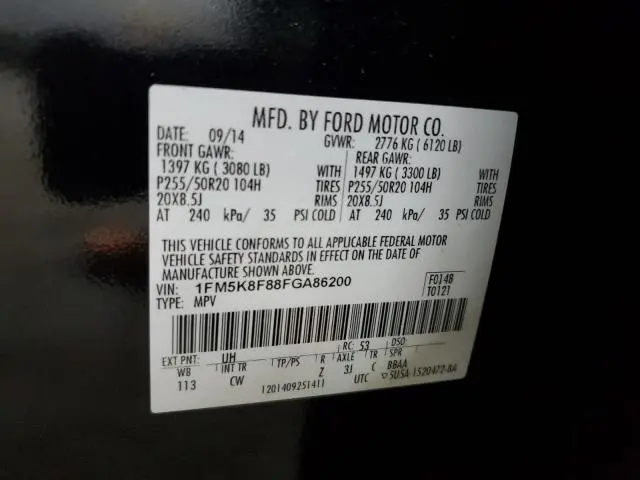 MFD. BY FORD MOTOR CO.
DATE: 09/14 GVWR: 2776 KG ( 6120 LB)
FRONT GAWR: REAR GAWR:
1397 KG ( 3080 LB) WITH 1497 KG ( 3300 LB) WITH
P255/50R20 104H TIRES P255/50R20 104H TIRES
20X8.5J RIMS 20X8.5J RIMS
AT 240 kPa/ 35 PSI COLD AT 240 kPa/ 35 PSI COLD
THIS VEHICLE CONFORMS TO ALL APPLICABLE FEDERAL MOTOR
VEHICLE SAFETY STANDARDS IN EFFECT ON THE DATE OF
MANUFACTURE SHOWN ABOVE.
VIN: 1FM5K8F88FGA86200 F0148
TYPE: MPV T0121
EXT PNT: UH RC: 53 DSO:
WB INT TR TP/PS R AXLE TR SPR
113 CW Z 3J C BBAA
1201409251411 UTC ▽5U5A-1520472-BA